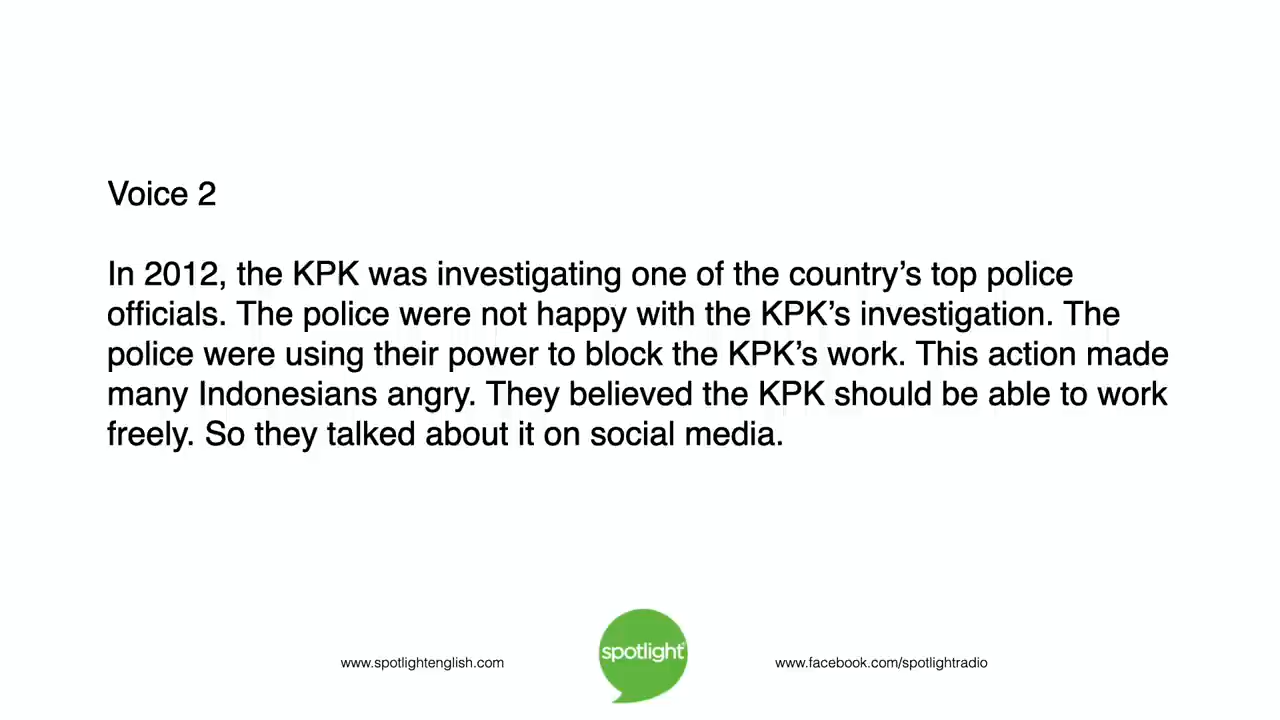 Voice 2
In 2012, the KPK was investigating one of the country’s top police
officials. The police were not happy with the KPK’s investigation. The
police were using their power to block the KPK’s work. This action made
many Indonesians angry. They believed the KPK should be able to work
freely. So they talked about it on social media.
www.spotlightenglish.com
spotlight
www.facebook.com/spotlightradio